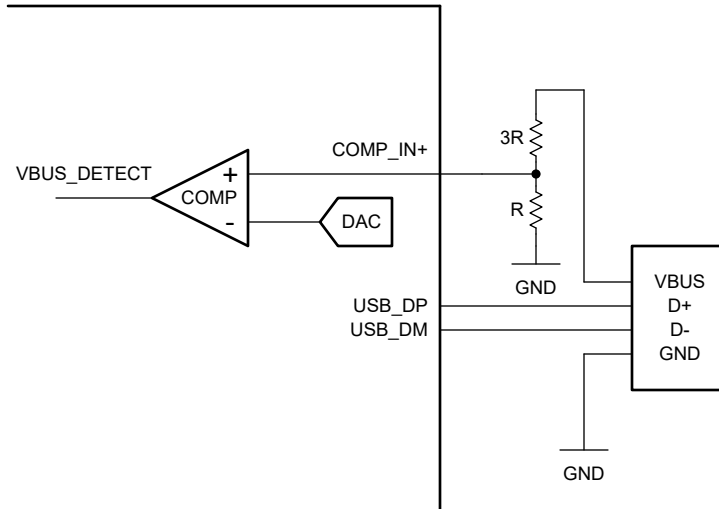 COMP_IN+
3R
VBUS_DETECT
+
COMP
-
DAC
R
GND
VBUS
USB_DP
D+
USB_DM
D-
GND
GND